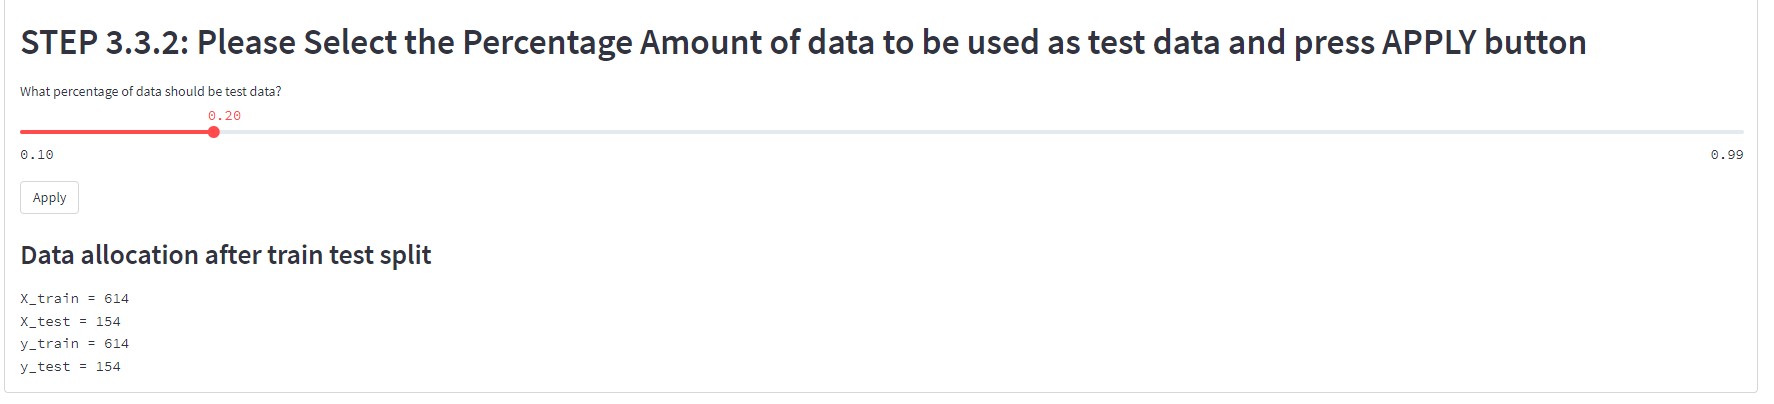 STEP 3.3.2: Please Select the Percentage Amount of data to be used as test data and press APPLY button
What percentage of data should be test data?
0.20
0.10 0.99
Apply
Data allocation after train test split
X_train = 614
X_test = 154
y_train = 614
y_test = 154